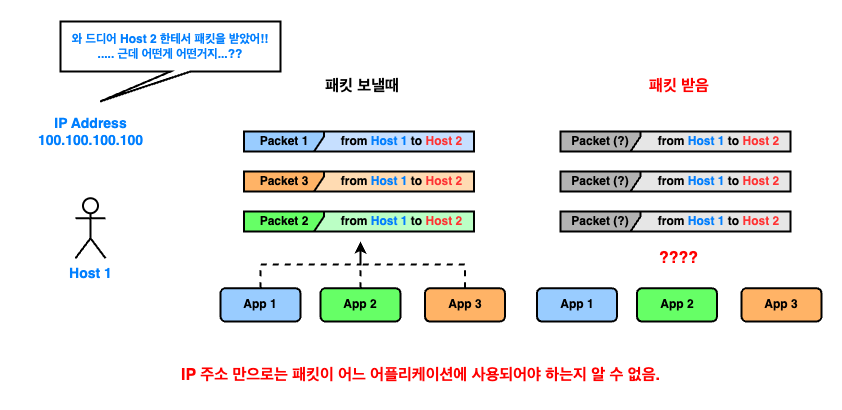 와 드디어 Host 2 한테서 패킷을 받았어!!
..... 근데 어떤게 어떤거지...??
IP Address
100.100.100.100
Host 1
패킷 보낼때
Packet 1 from Host 1 to Host 2
Packet 3 from Host 1 to Host 2
Packet 2 from Host 1 to Host 2
App 1 App 2 App 3
패킷 받음
Packet (?) from Host 1 to Host 2
Packet (?) from Host 1 to Host 2
Packet (?) from Host 1 to Host 2
????
App 1 App 2 App 3
IP 주소 만으로는 패킷이 어느 어플리케이션에 사용되어야 하는지 알 수 없음.